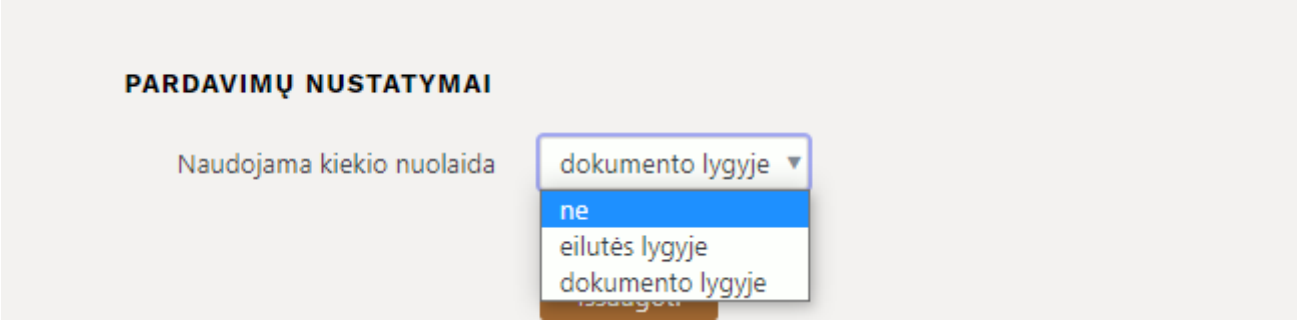 PARDAVIMŲ NUSTATYMAI
Naudojama kiekio nuolaida dokumento lygyje
ne
eilutės lygyje
dokumento lygyje